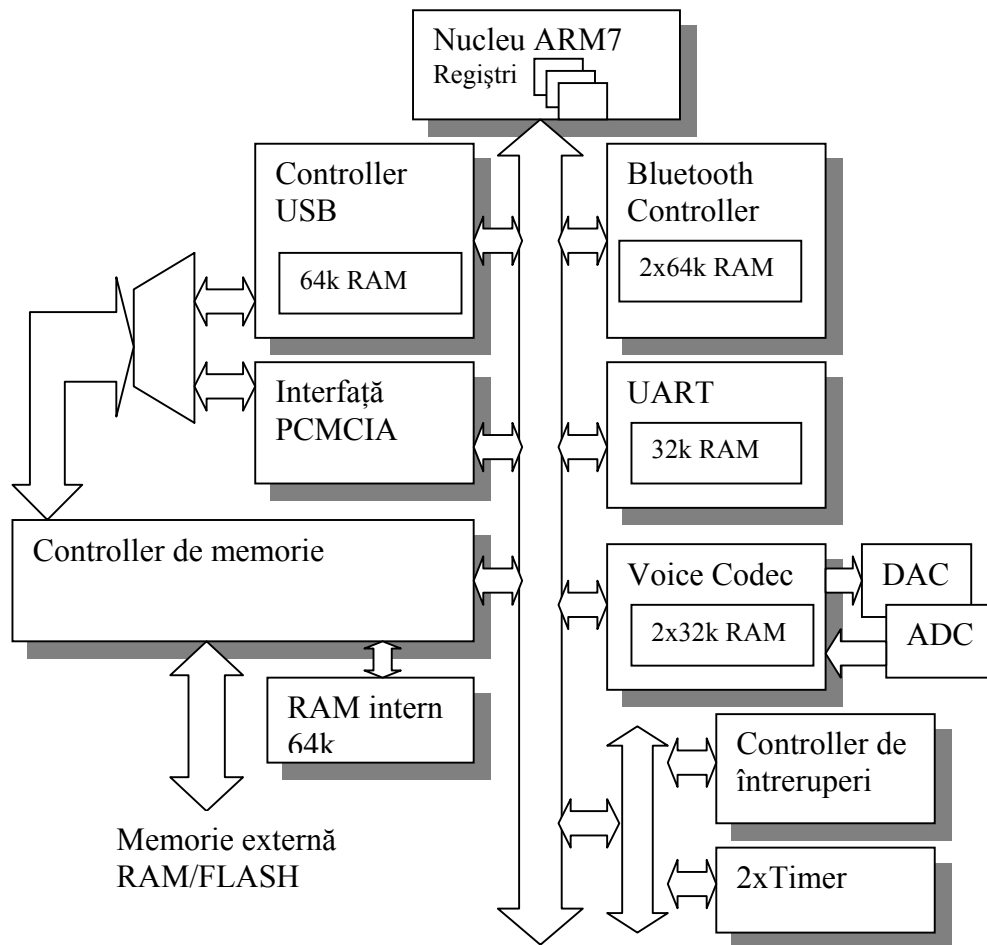 Nucleu ARM7
Regiştri
Controller
USB
64k RAM
Bluetooth
Controller
2x64k RAM
Interfață
PCMCIA
UART
32k RAM
Controller de memorie
Voice Codec
2x32k RAM
DAC
ADC
RAM intern
64k
Controller de
întreruperi
Memorie externă
RAM/FLASH
2xTimer